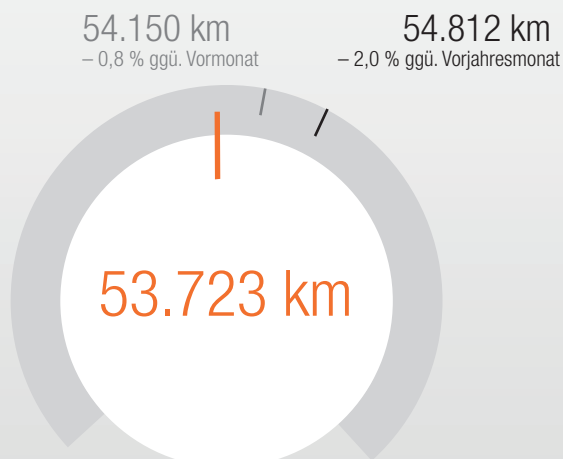 54.150 km
– 0,8 % ggü. Vormonat
54.812 km
– 2,0 % ggü. Vorjahresmonat
53.723 km